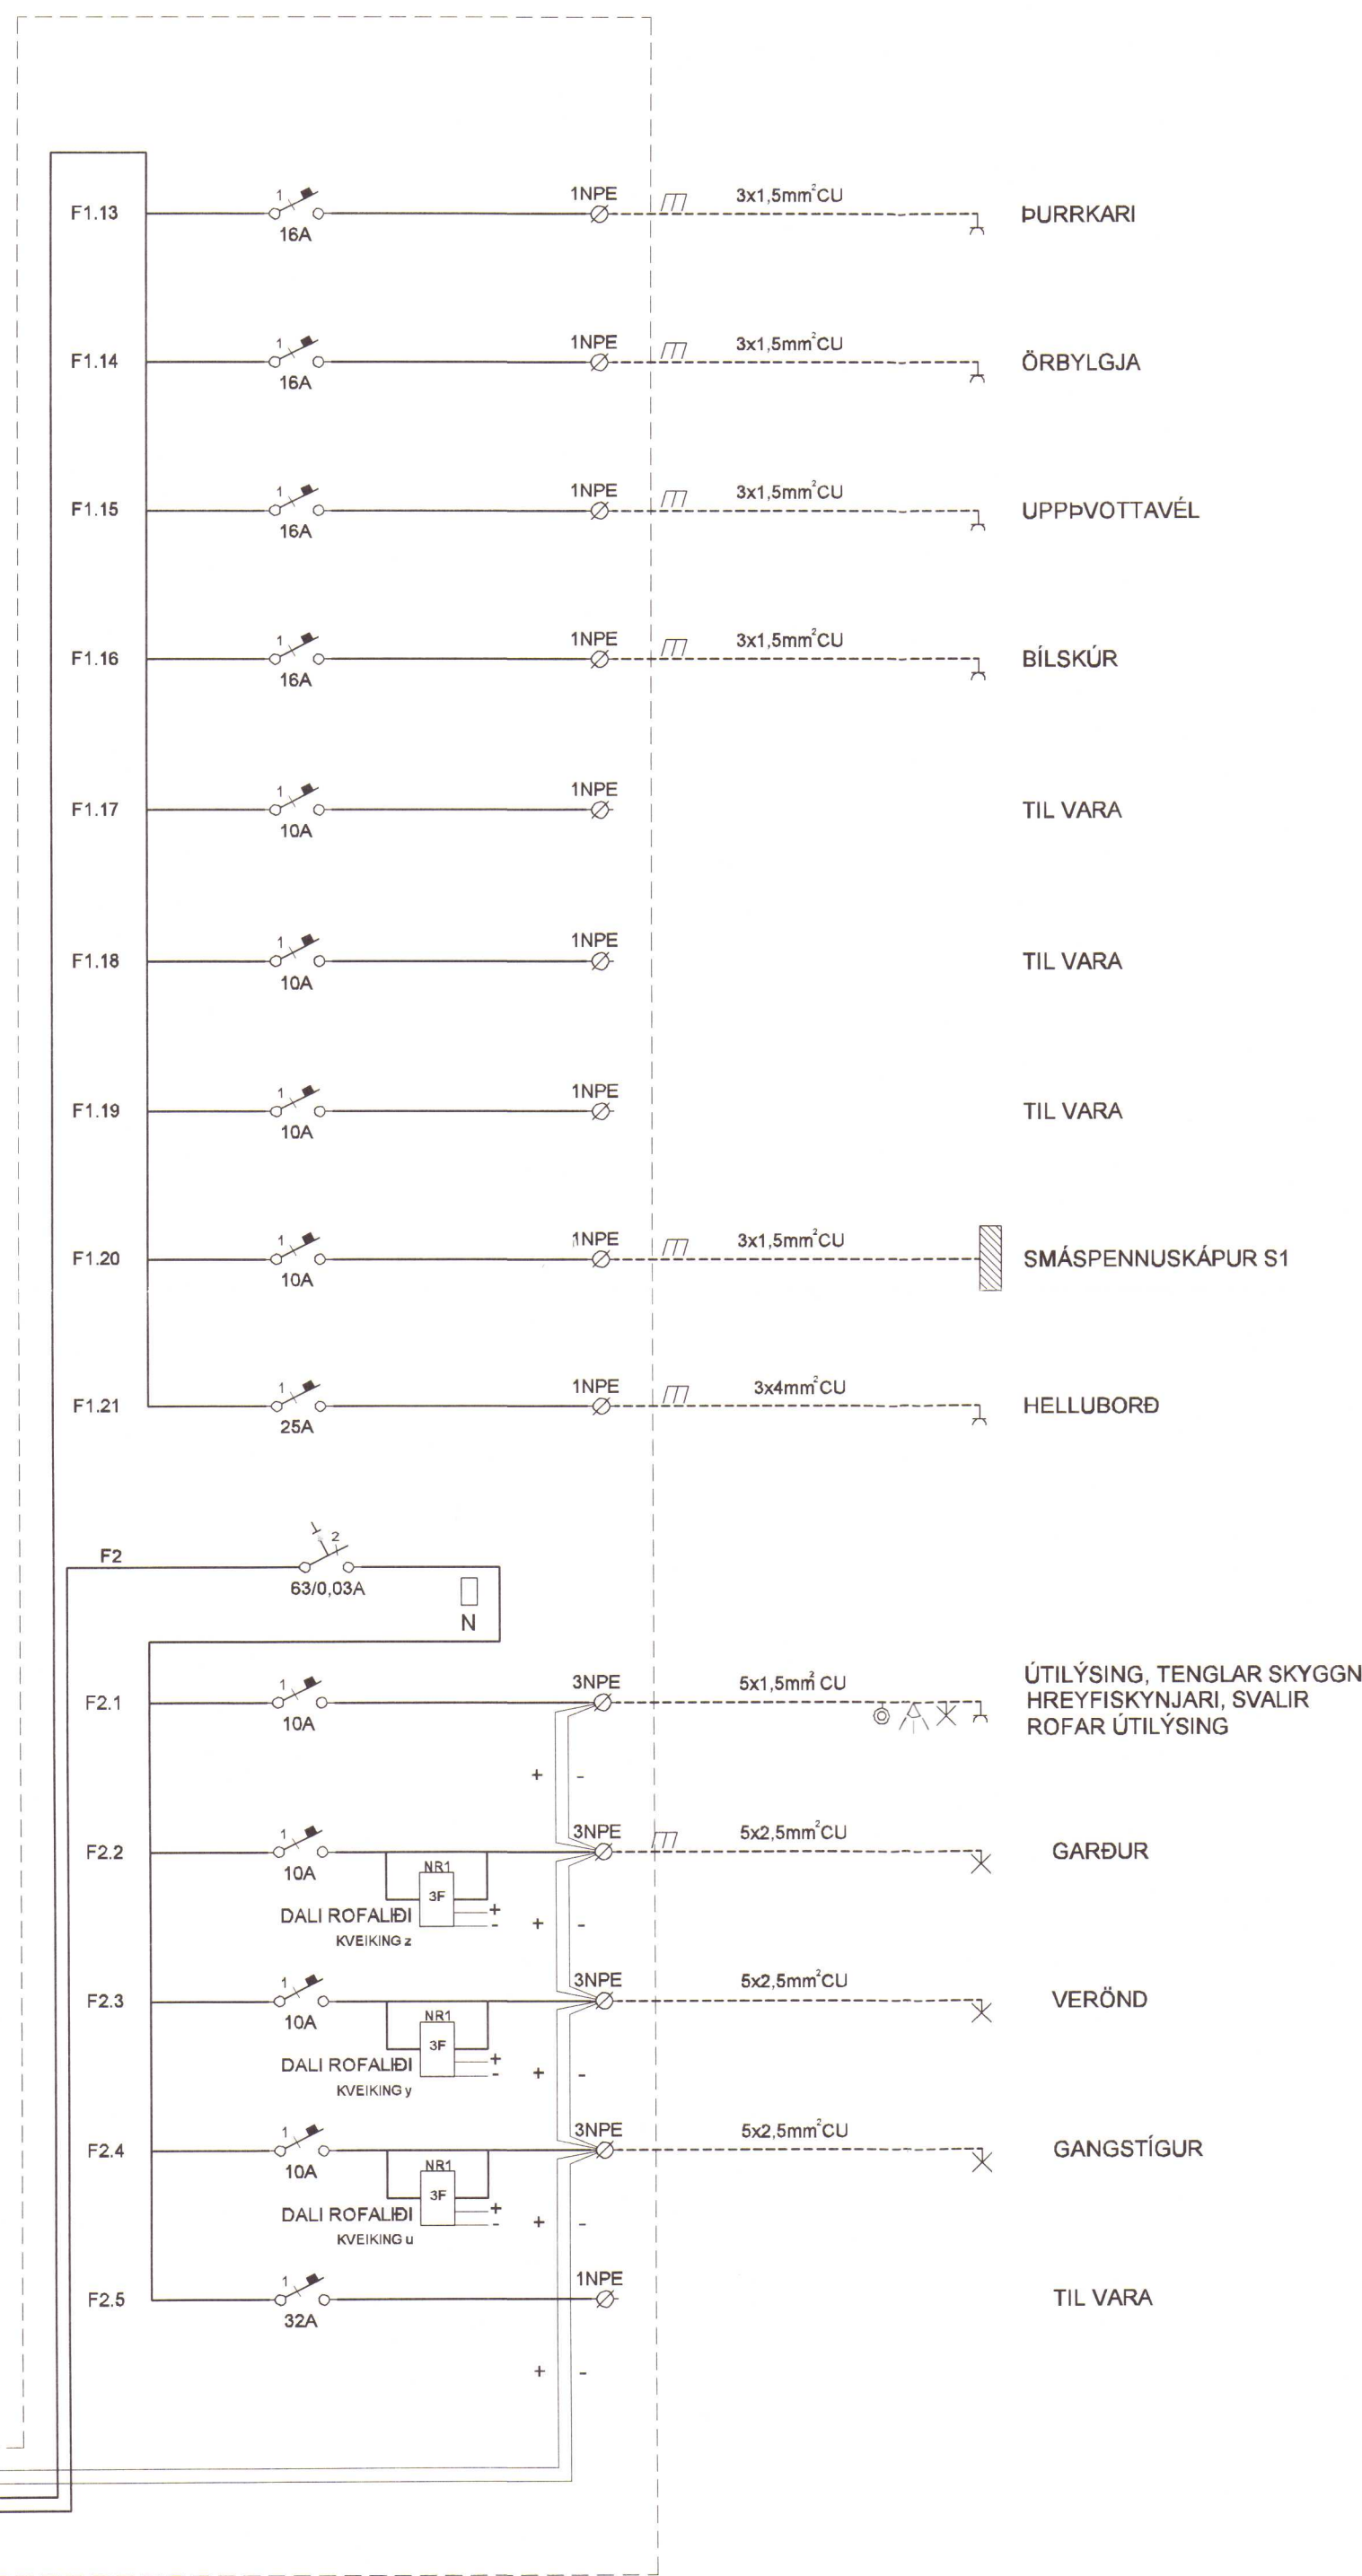 F1.13 1 16A 1NPE 3x1,5mm²CU ÞURRKARI
F1.14 1 16A 1NPE 3x1,5mm²CU ÖRBYLGJA
F1.15 1 16A 1NPE 3x1,5mm²CU UPPÞVOTTAVÉL
F1.16 1 16A 1NPE 3x1,5mm²CU BÍLSKÚR
F1.17 1 10A 1NPE TIL VARA
F1.18 1 10A 1NPE TIL VARA
F1.19 1 10A 1NPE TIL VARA
F1.20 1 10A 1NPE 3x1,5mm²CU SMÁSPENNUSKÁPUR S1
F1.21 1 25A 1NPE 3x4mm²CU HELLUBORÐ
F2 2 63/0,03A
N
F2.1 1 10A 3NPE 5x1,5mm² CU ÚTILÝSING, TENGLAR SKYGGN
HREYFISKYNJARI, SVALIR
ROFAR ÚTILÝSING
+ -
F2.2 1 10A 3NPE 5x2,5mm²CU GARÐUR
NR1
3F
DALI ROFALIÐI + - + -
KVEIKING z
F2.3 1 10A 3NPE 5x2,5mm²CU VERÖND
NR1
3F
DALI ROFALIÐI + - + -
KVEIKING y
F2.4 1 10A 3NPE 5x2,5mm²CU GANGSTÍGUR
NR1
3F
DALI ROFALIÐI + - + -
KVEIKING u
F2.5 1 32A 1NPE TIL VARA
+ -